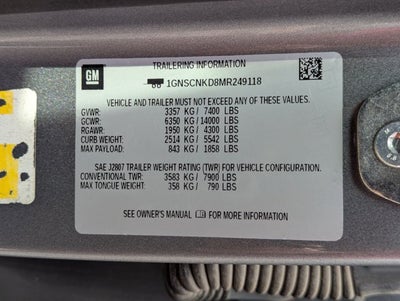 TRAILERING INFORMATION
GM
1GNSCNKD8MR249118
VEHICLE AND TRAILER MUST NOT EXCEED ANY OF THESE VALUES.
GVWR: 3357 KG / 7400 LBS
GCWR: 6350 KG / 14000 LBS
RGAWR: 1950 KG / 4300 LBS
CURB WEIGHT: 2514 KG / 5542 LBS
MAX PAYLOAD: 843 KG / 1858 LBS
SAE J2807 TRAILER WEIGHT RATING (TWR) FOR VEHICLE CONFIGURATION.
CONVENTIONAL TWR: 3583 KG / 7900 LBS
MAX TONGUE WEIGHT: 358 KG / 790 LBS
SEE OWNER'S MANUAL FOR MORE INFORMATION